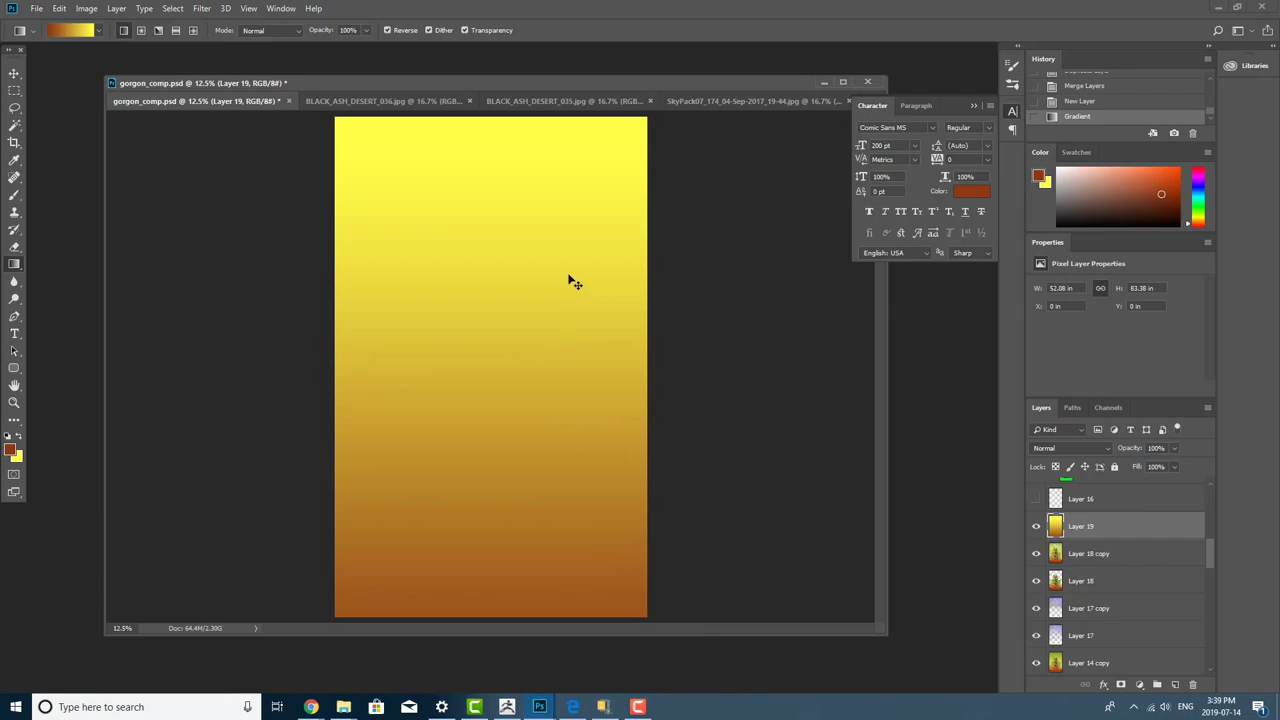 Ps File Edit Image Layer Type Select Filter 3D View Window Help
Mode: Normal Opacity: 100% Reverse Dither Transparency
gorgon_comp.psd @ 12.5% (Layer 19, RGB/8#) *
gorgon_comp.psd @ 12.5% (Layer 19, RGB/8#) * BLACK_ASH_DESERT_036.jpg @ 16.7% (RGB... BLACK_ASH_DESERT_035.jpg @ 16.7% (RGB... SkyPack07_174_04-Sep-2017_19-44.jpg @ 16.7% (...
Character Paragraph
Comic Sans MS Regular
200 pt (Auto)
Metrics 0
100% 100%
0 pt Color:
English: USA Sharp
12.5% Doc: 64.4M/2.30G
History
Merge Layers
New Layer
Gradient
Color Swatches
Properties
Pixel Layer Properties
W: 52.08 in H: 83.38 in
X: 0 in Y: 0 in
Layers Paths Channels
Kind
Normal Opacity: 100%
Lock: Fill: 100%
Layer 16
Layer 19
Layer 18 copy
Layer 18
Layer 17 copy
Layer 17
Layer 14 copy
Libraries
Type here to search
ENG
3:39 PM
2019-07-14